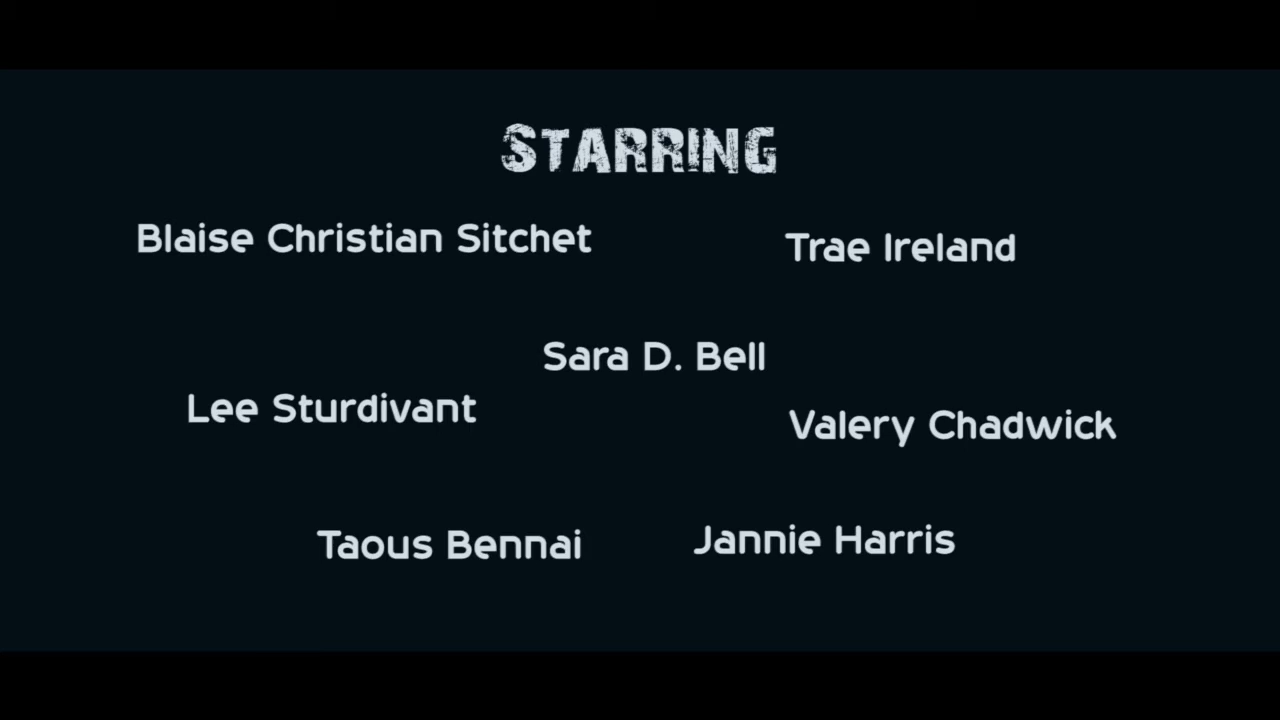 STARRING
Blaise Christian Sitchet
Trae Ireland
Sara D. Bell
Lee Sturdivant
Valery Chadwick
Taous Bennai
Jannie Harris